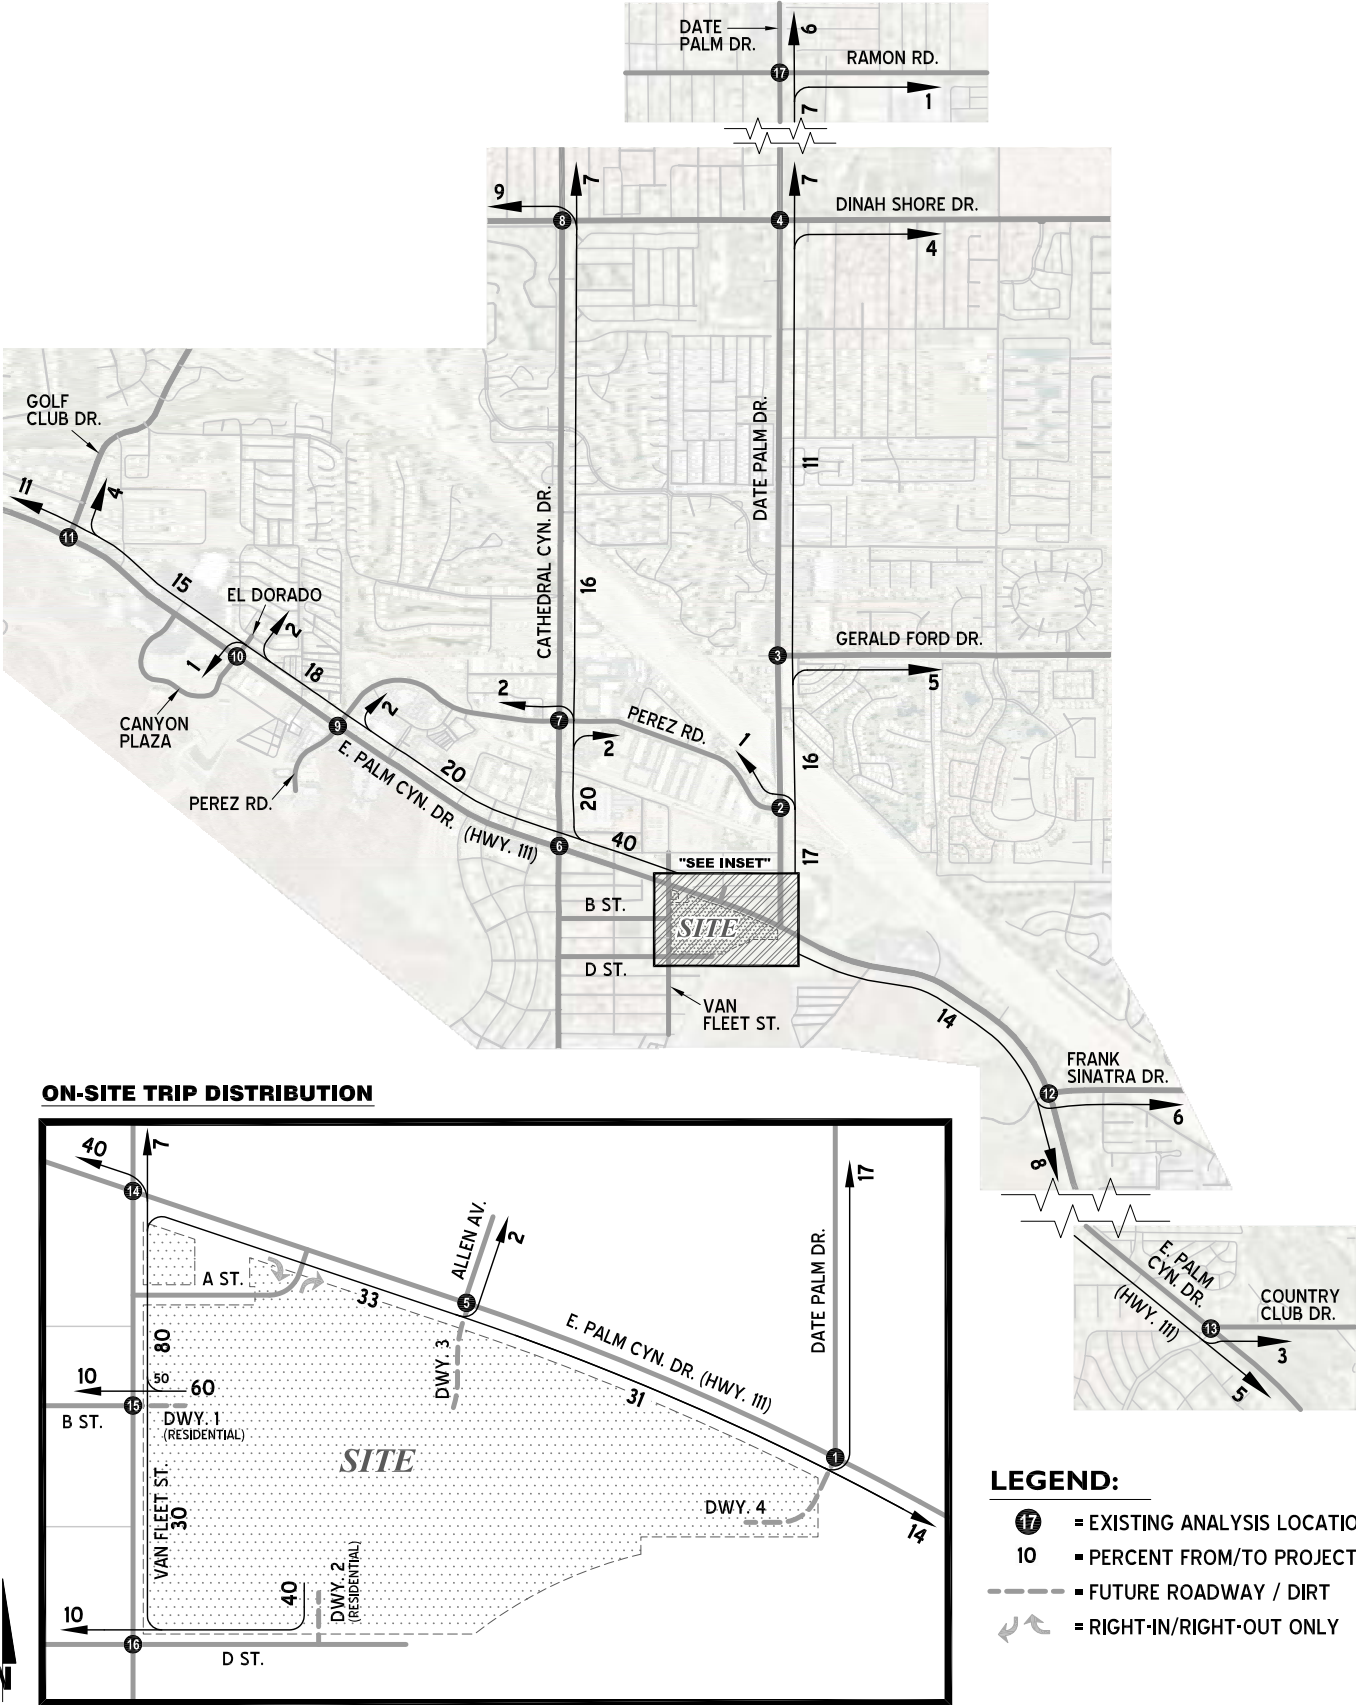 DATE
PALM DR.
6
17
RAMON RD.
7
1
9
7
7
8
4
DINAH SHORE DR.
4
GOLF
CLUB DR.
11
4
11
CATHEDRAL CYN. DR.
16
DATE PALM DR.
11
15
EL DORADO
2
10
1
18
CANYON
PLAZA
3
GERALD FORD DR.
5
2
7
2
PEREZ RD.
1
16
2
9
2
PEREZ RD.
E. PALM CYN. DR. (HWY. 111)
20
20
6
40
17
"SEE INSET"
B ST.
SITE
D ST.
VAN
FLEET ST.
14
FRANK
SINATRA DR.
12
6
8
E. PALM
CYN. DR.
(HWY. 111)
COUNTRY
CLUB DR.
13
3
5
ON-SITE TRIP DISTRIBUTION
40
7
14
ALLEN AV.
2
17
A ST.
33
5
DATE PALM DR.
E. PALM CYN. DR. (HWY. 111)
80
DWY. 3
31
10
50
60
15
B ST.
DWY. 1
(RESIDENTIAL)
SITE
1
VAN FLEET ST.
30
DWY. 4
14
40
DWY. 2
(RESIDENTIAL)
10
16
D ST.
N
LEGEND:
17 = EXISTING ANALYSIS LOCATIO
10 = PERCENT FROM/TO PROJECT
= FUTURE ROADWAY / DIRT
= RIGHT-IN/RIGHT-OUT ONLY